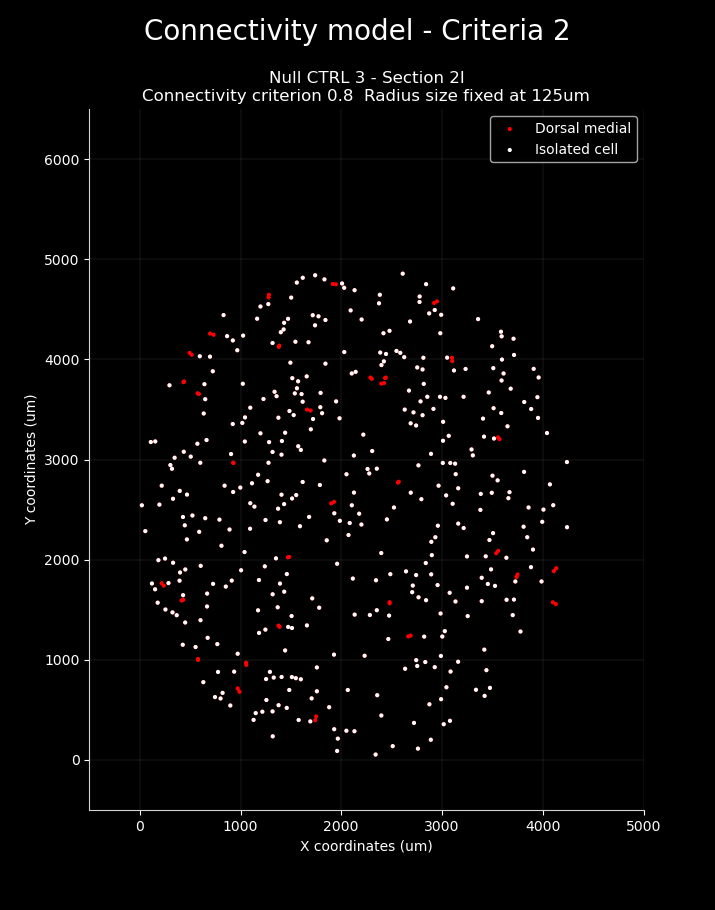 Connectivity model - Criteria 2
Null CTRL 3 - Section 2l
Connectivity criterion 0.8  Radius size fixed at 125um
Dorsal medial
Isolated cell
6000
5000
4000
3000
2000
1000
0
Y coordinates (um)
0 1000 2000 3000 4000 5000
X coordinates (um)